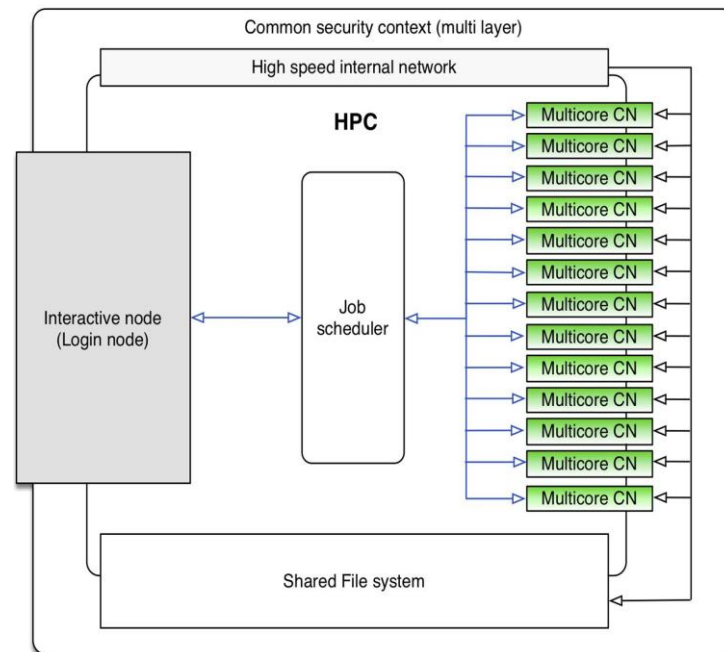 Common security context (multi layer)
High speed internal network
HPC
Multicore CN
Multicore CN
Multicore CN
Multicore CN
Multicore CN
Multicore CN
Multicore CN
Multicore CN
Multicore CN
Multicore CN
Multicore CN
Multicore CN
Multicore CN
Interactive node
(Login node)
Job
scheduler
Shared File system